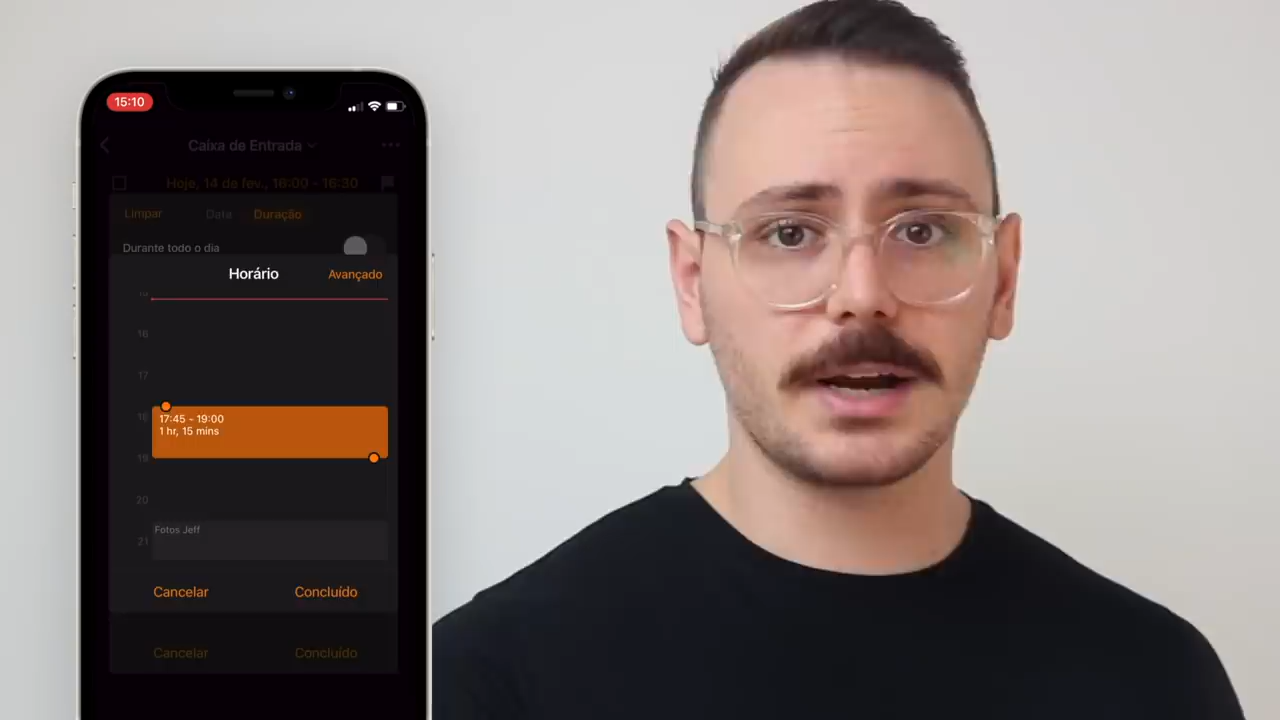 15:10
Caixa de Entrada
Hoje, 14 de fev., 18:00 - 16:30
Limpar Data Duração
Durante todo o dia
Horário Avançado
16
17
18
17:45 - 19:00
1 hr, 15 mins
19
20
Fotos Jeff
21
Cancelar Concluído
Cancelar Concluído